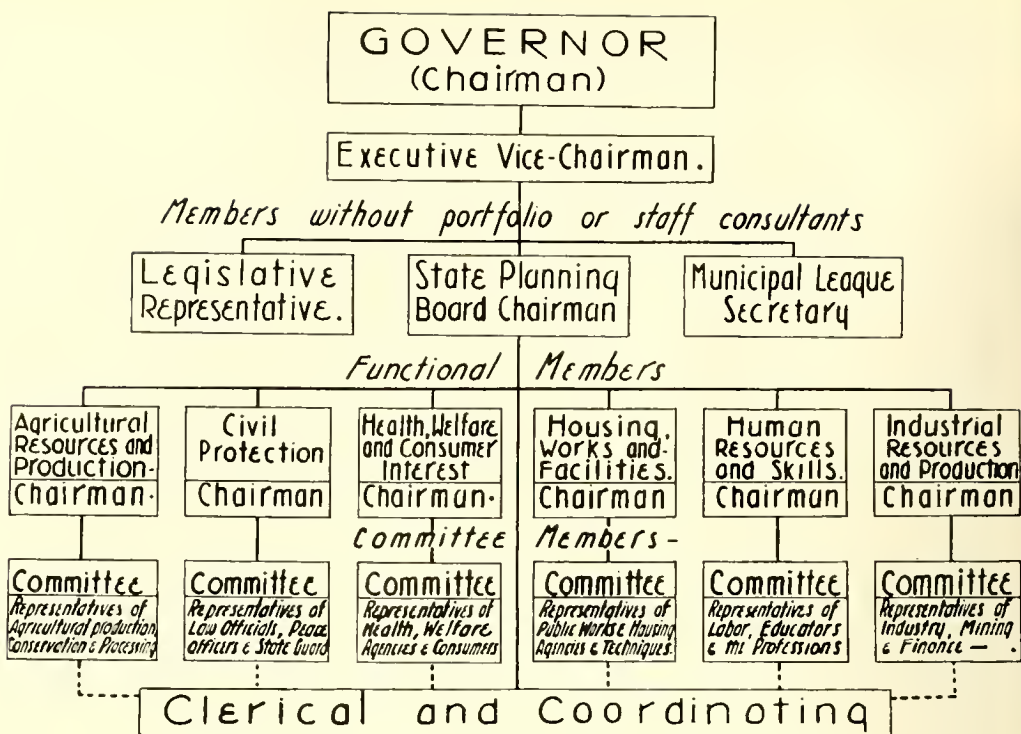 GOVERNOR
(Chairman)
Executive Vice-Chairman.
Members without portfolio or staff consultants
Legislative
Representative.
State Planning
Board Chairman
Municipal League
Secretary
Functional Members
Agricultural
Resources and
Production-
Chairman.
Civil
Protection
Chairman
Health, Welfare
and Consumer
Interest
Chairman.
Housing,
Works and-
Facilities.
Chairman
Human
Resources
and Skills.
Chairman
Industrial
Resources
and Production
Chairman
Committee Members-
Committee
Representatives of
Agricultural production,
Conservation & Processing
Committee
Representatives of
Law Officials, Peace
officers & State Guard
Committee
Representatives of
Health, Welfare
Agencies & Consumers
Committee
Representatives of
Public Works & Housing
Agencies & Techniques.
Committee
Representatives of
Labor, Educators
& the Professions
Committee
Representatives of
Industry, Mining
& Finance — .
Clerical and Coordinating